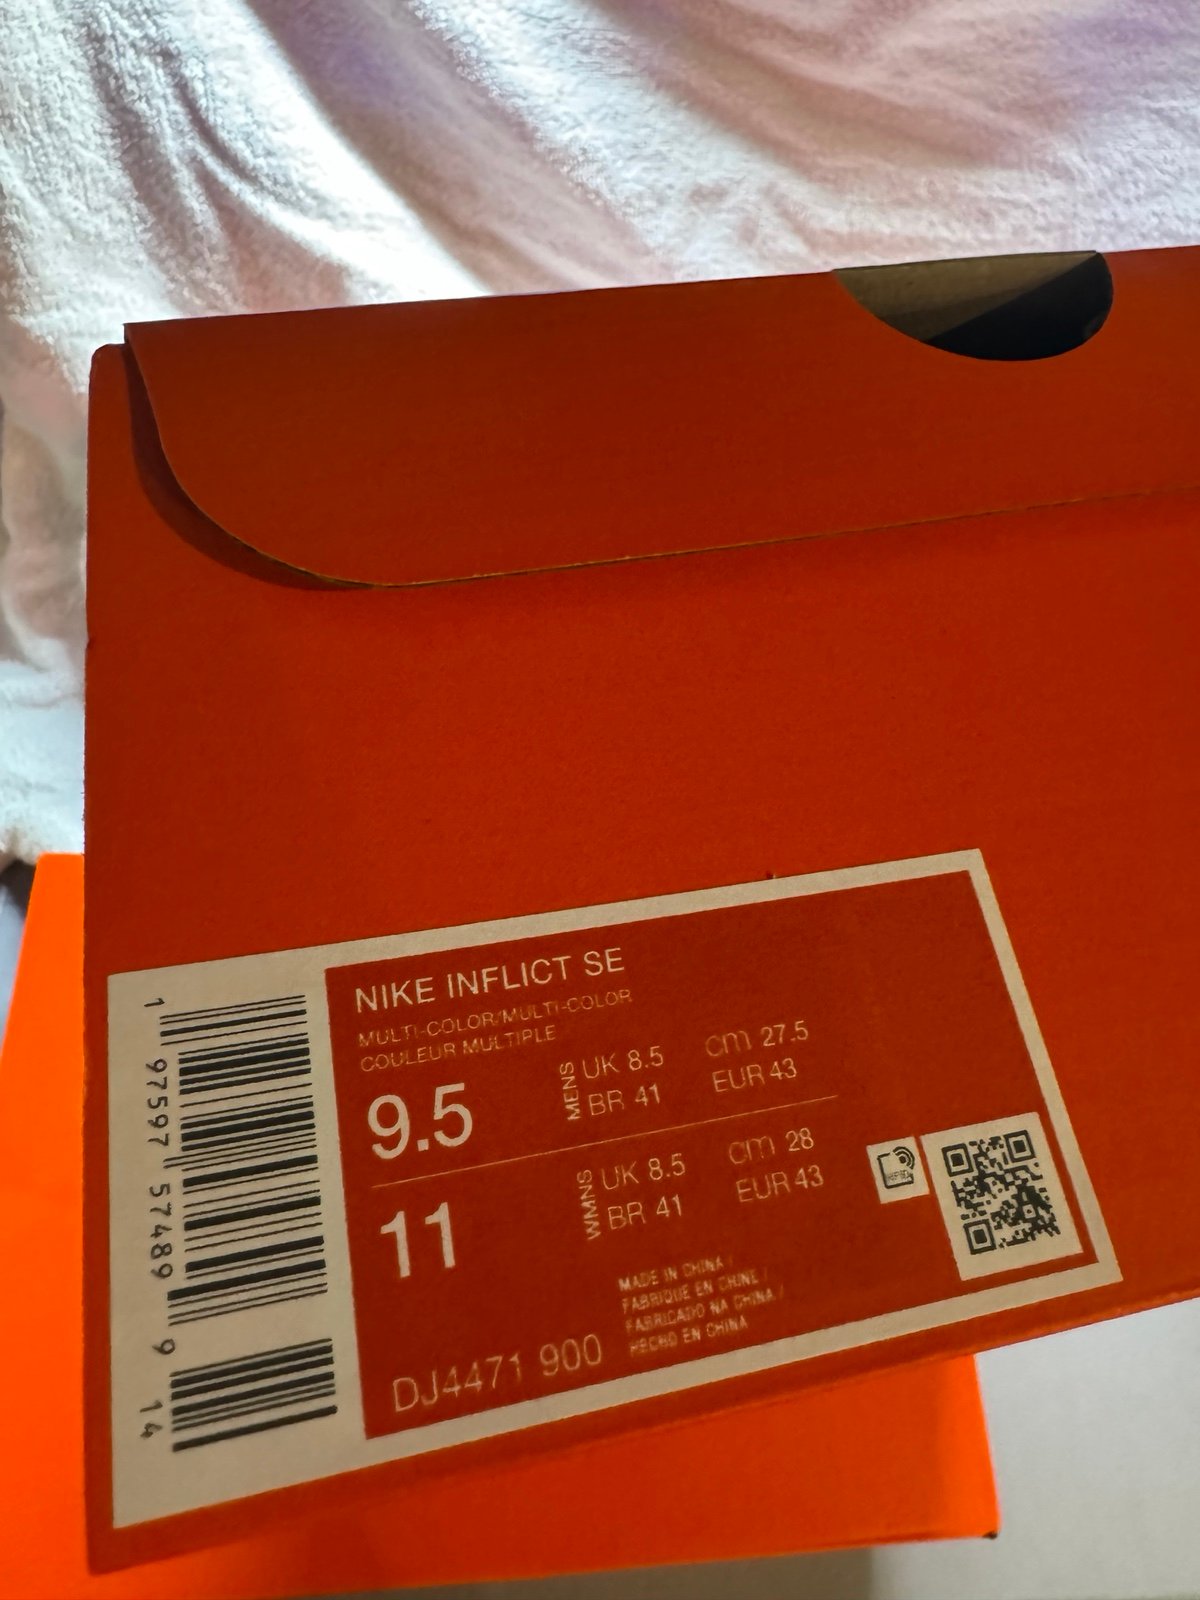 NIKE INFLICT SE
MULTI-COLOR/MULTI-COLOR
COULEUR MULTIPLE
9.5 MENS UK 8.5 cm 27.5
BR 41 EUR 43
11 WMNS UK 8.5 cm 28
BR 41 EUR 43
MADE IN CHINA /
FABRIQUE EN CHINE /
FABRICADO NA CHINA /
HECHO EN CHINA
DJ4471 900
1 97597 57489 9 14